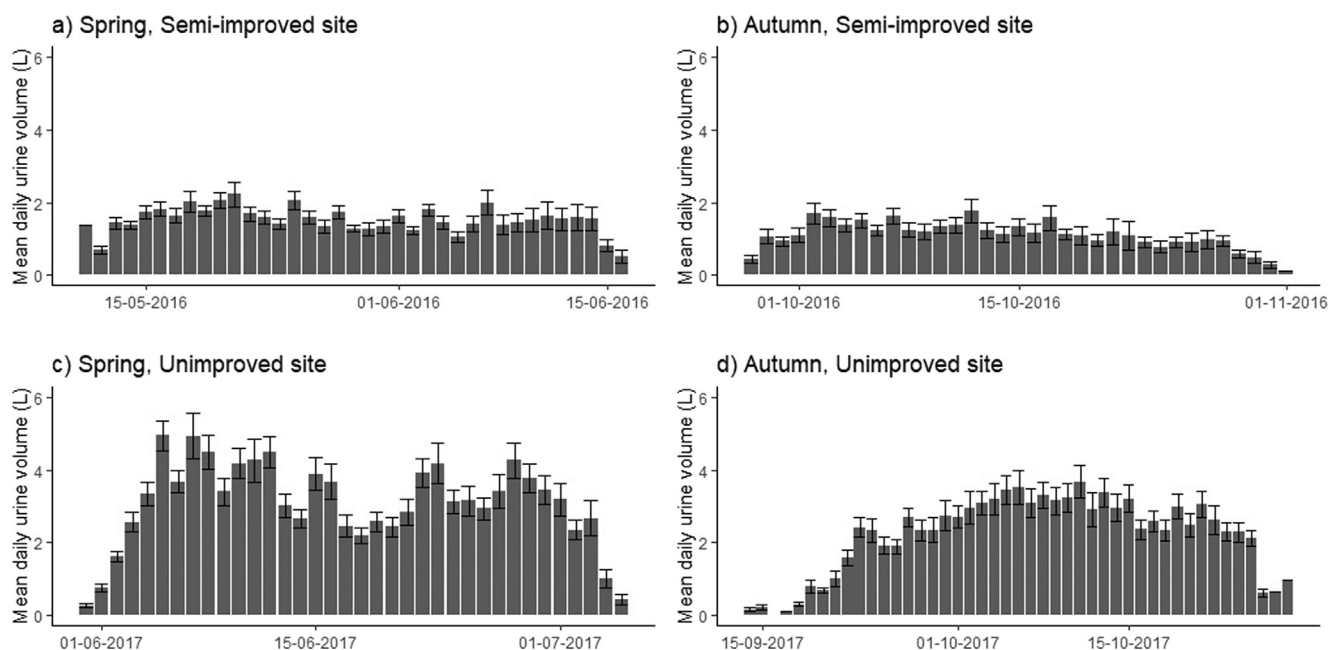 a) Spring, Semi-improved site
Mean daily urine volume (L)
6
4
2
0
15-05-2016 01-06-2016 15-06-2016
b) Autumn, Semi-improved site
Mean daily urine volume (L)
6
4
2
0
01-10-2016 15-10-2016 01-11-2016
c) Spring, Unimproved site
Mean daily urine volume (L)
6
4
2
0
01-06-2017 15-06-2017 01-07-2017
d) Autumn, Unimproved site
Mean daily urine volume (L)
6
4
2
0
15-09-2017 01-10-2017 15-10-2017